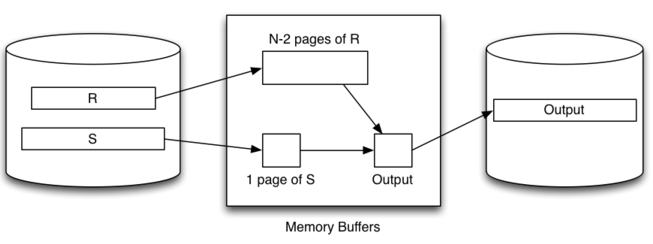 N-2 pages of R
R
S
1 page of S
Output
Output
Memory Buffers